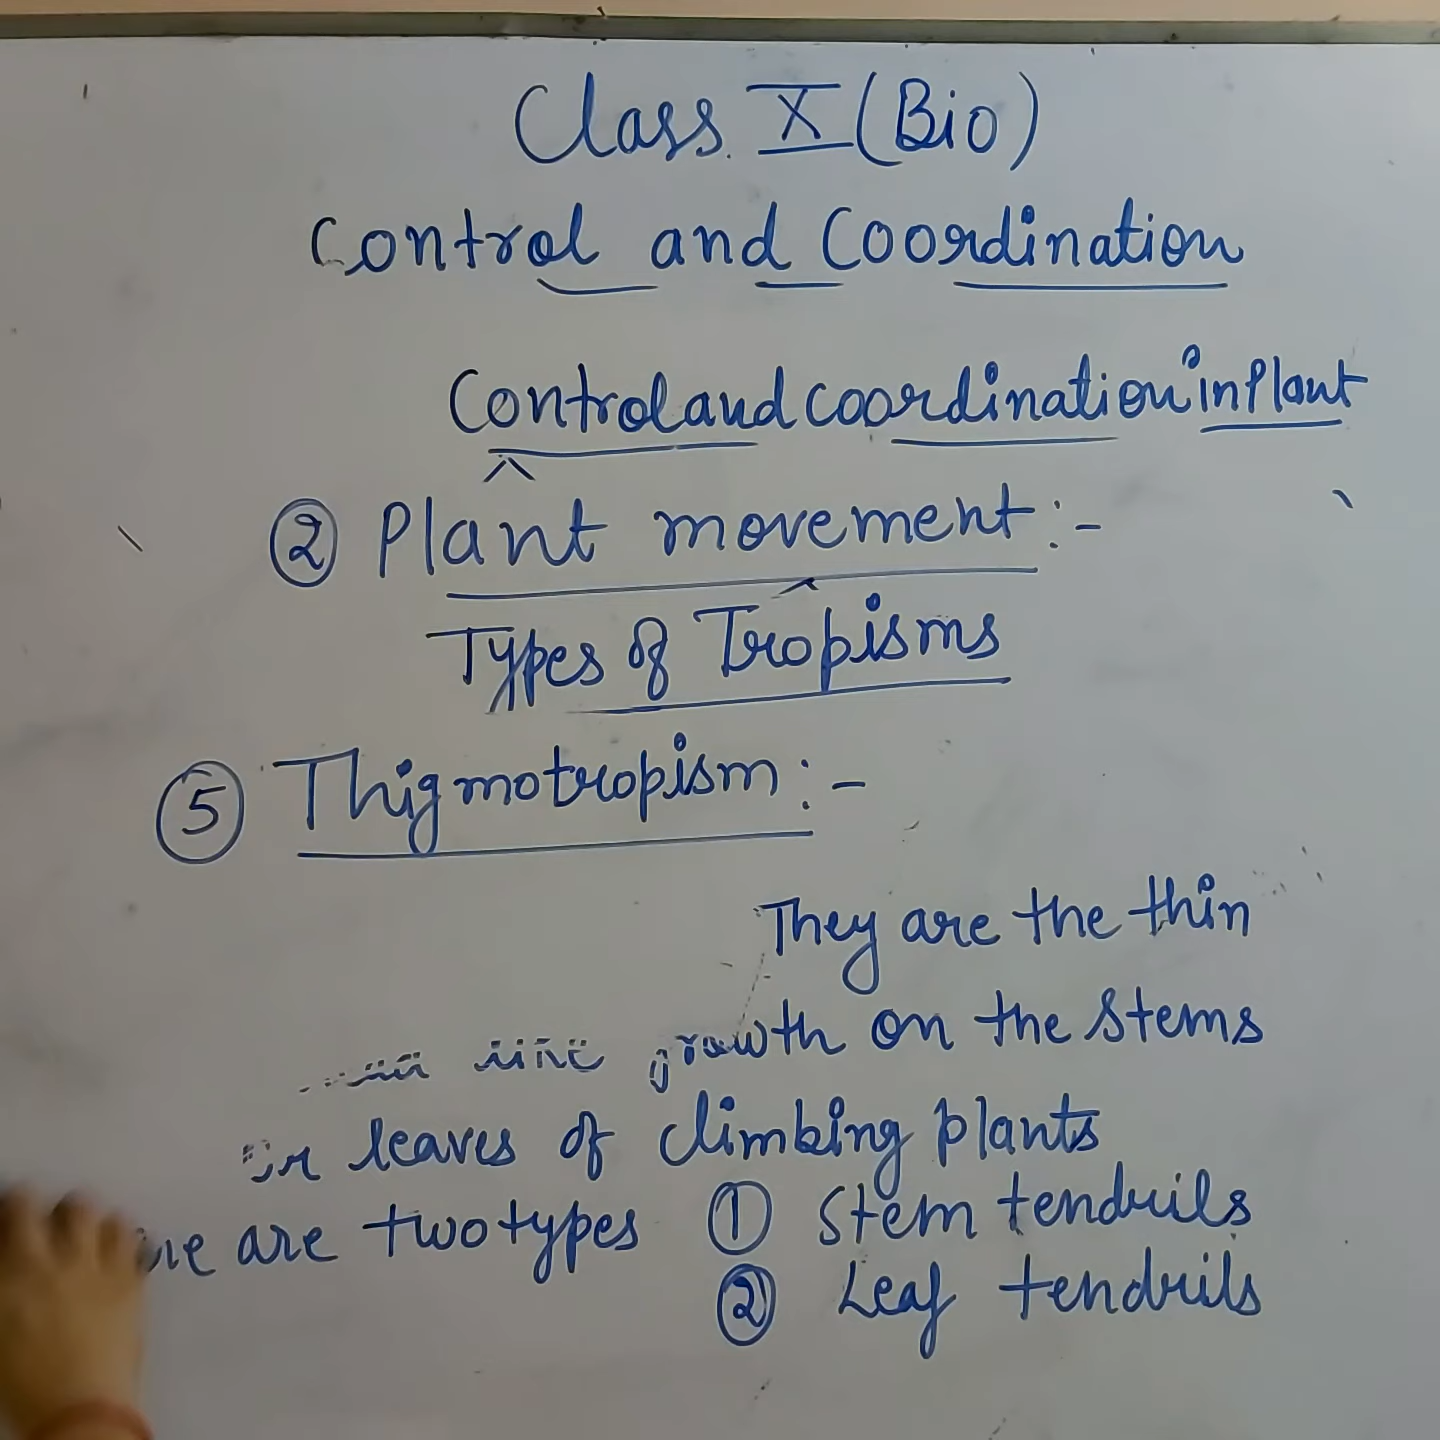 Class X (Bio)
Control and Coordination
Control and coordination in Plant
② Plant movement :-
Types of Tropisms
⑤ Thigmotropism :-
They are the thin
growth on the stems
or leaves of climbing plants
are two types ① Stem tendrils
② Leaf tendrils